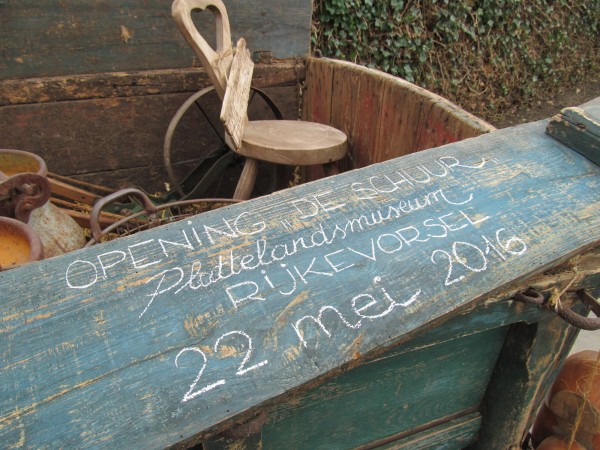 OPENING „DE SCHUUR"
Plattelandsmuseum
RIJKEVORSEL
22 mei 2016